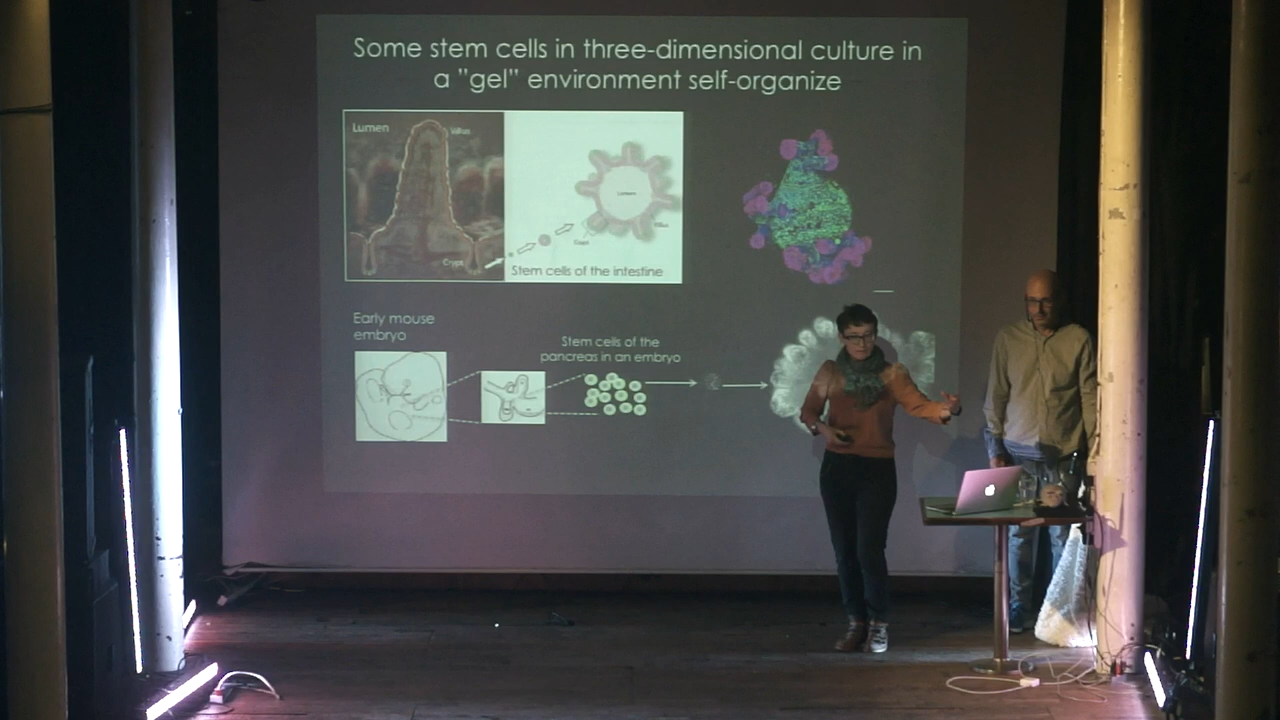 Some stem cells in three-dimensional culture in
a "gel" environment self-organize
Lumen
Villus
Crypt
Lumen
Crypt
Villus
Stem cells of the intestine
Early mouse
embryo
Stem cells of the
pancreas in an embryo